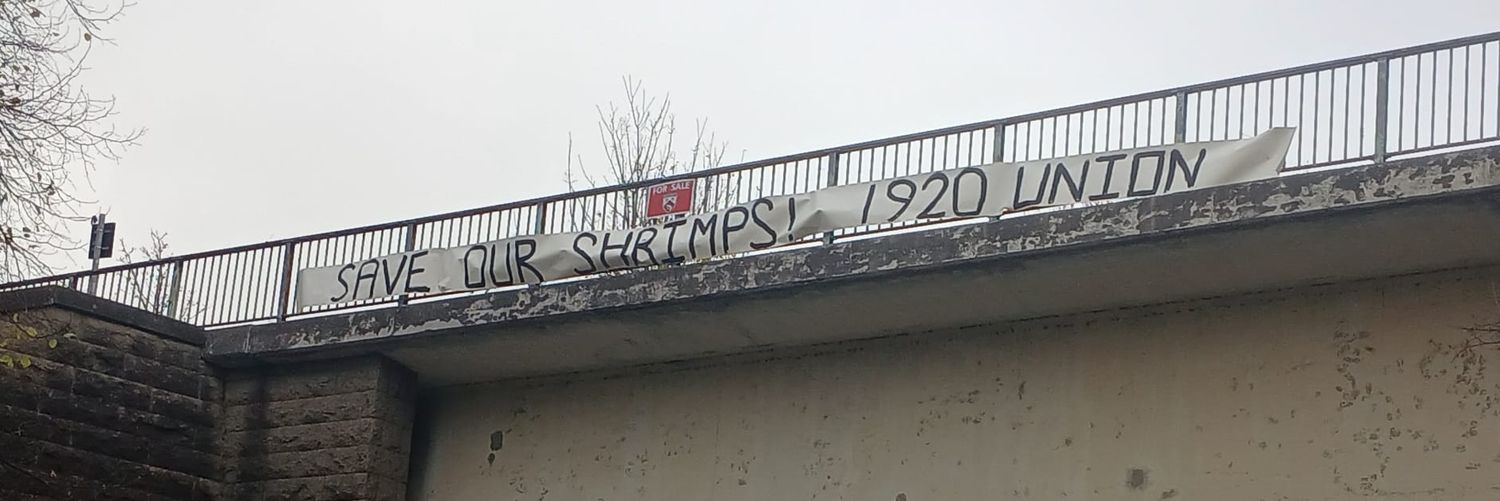 FOR SALE
SAVE OUR SHRIMPS! 1920 UNION